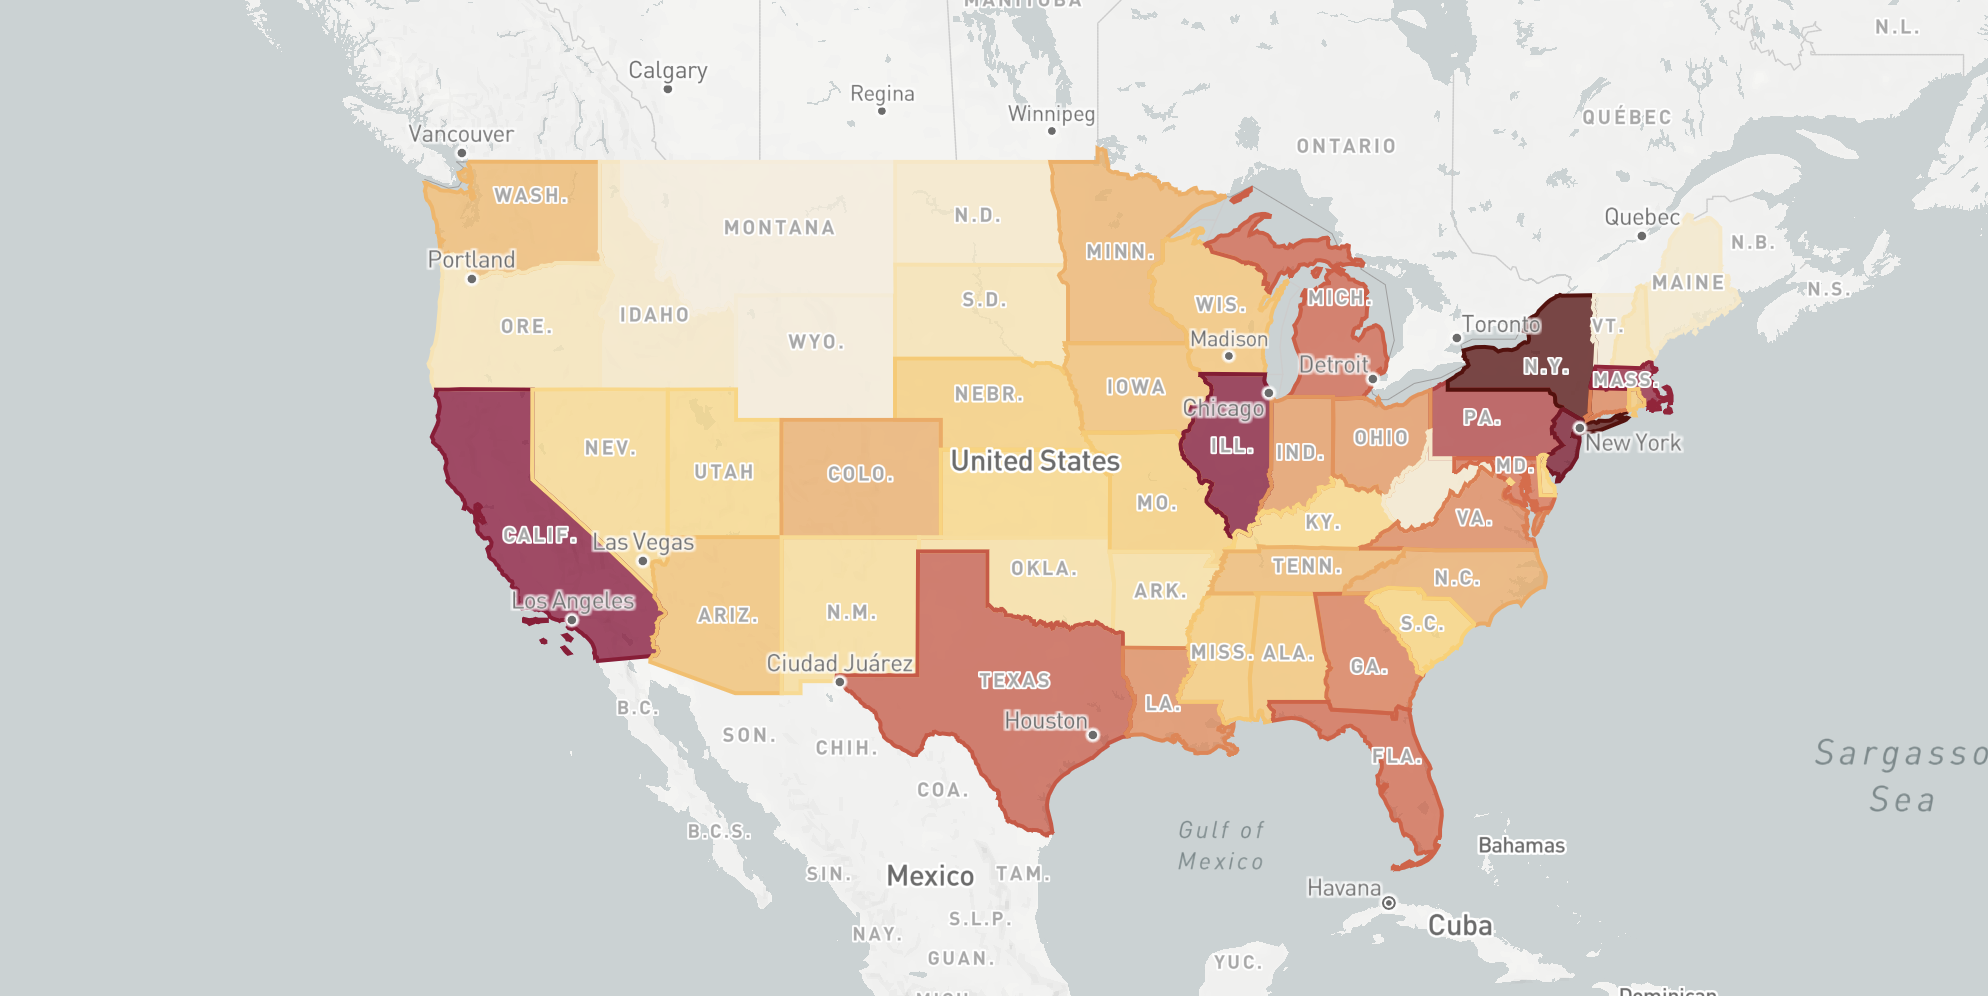 MANITOBA
N.L.
Calgary
Regina
Winnipeg
Vancouver
ONTARIO
QUÉBEC
WASH.
MONTANA
N.D.
MINN.
Quebec
N.B.
Portland
MAINE
N.S.
ORE.
IDAHO
S.D.
WIS.
MICH.
Toronto
VT.
WYO.
Madison
Detroit
N.Y.
MASS.
NEBR.
IOWA
Chicago
PA.
New York
NEV.
UTAH
COLO.
United States
ILL.
IND.
OHIO
MD.
MO.
KY.
VA.
CALIF.
Las Vegas
OKLA.
ARK.
TENN.
N.C.
Los Angeles
ARIZ.
N.M.
S.C.
Ciudad Juárez
TEXAS
MISS.
ALA.
GA.
LA.
B.C.
SON.
CHIH.
Houston
FLA.
Sargasso
Sea
COA.
B.C.S.
Gulf of
Mexico
Bahamas
SIN.
Mexico
TAM.
Havana
S.L.P.
NAY.
Cuba
GUAN.
YUC.
MICH.
Dominican